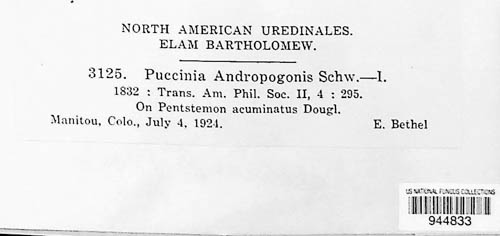 NORTH AMERICAN UREDINALES.
ELAM BARTHOLOMEW.
3125. Puccinia Andropogonis Schw.—I.
1832 : Trans. Am. Phil. Soc. II, 4 : 295.
On Pentstemon acuminatus Dougl.
Manitou, Colo., July 4, 1924. E. Bethel
US NATIONAL FUNGUS COLLECTIONS
944833